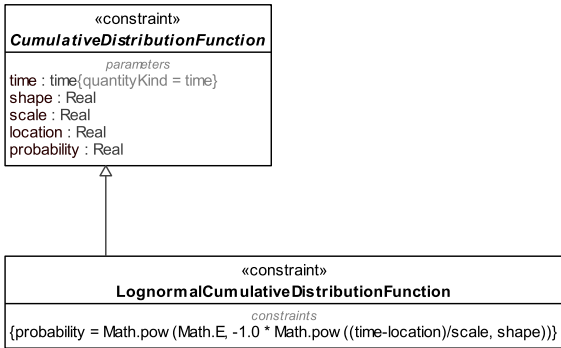 «constraint»
CumulativeDistributionFunction
parameters
time : time{quantityKind = time}
shape : Real
scale : Real
location : Real
probability : Real
«constraint»
LognormalCumulativeDistributionFunction
constraints
{probability = Math.pow (Math.E, -1.0 * Math.pow ((time-location)/scale, shape))}